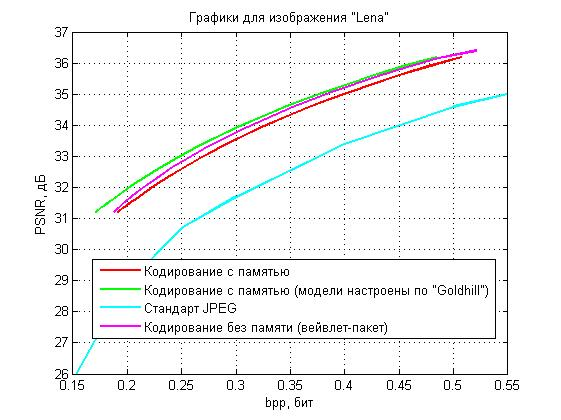 Графики для изображения "Lena"
37
36
35
34
33
32
31
30
29
28
27
26
PSNR, дБ
Кодирование с памятью
Кодирование с памятью (модели настроены по "Goldhill")
Стандарт JPEG
Кодирование без памяти (вейвлет-пакет)
0.15 0.2 0.25 0.3 0.35 0.4 0.45 0.5 0.55
bpp, бит